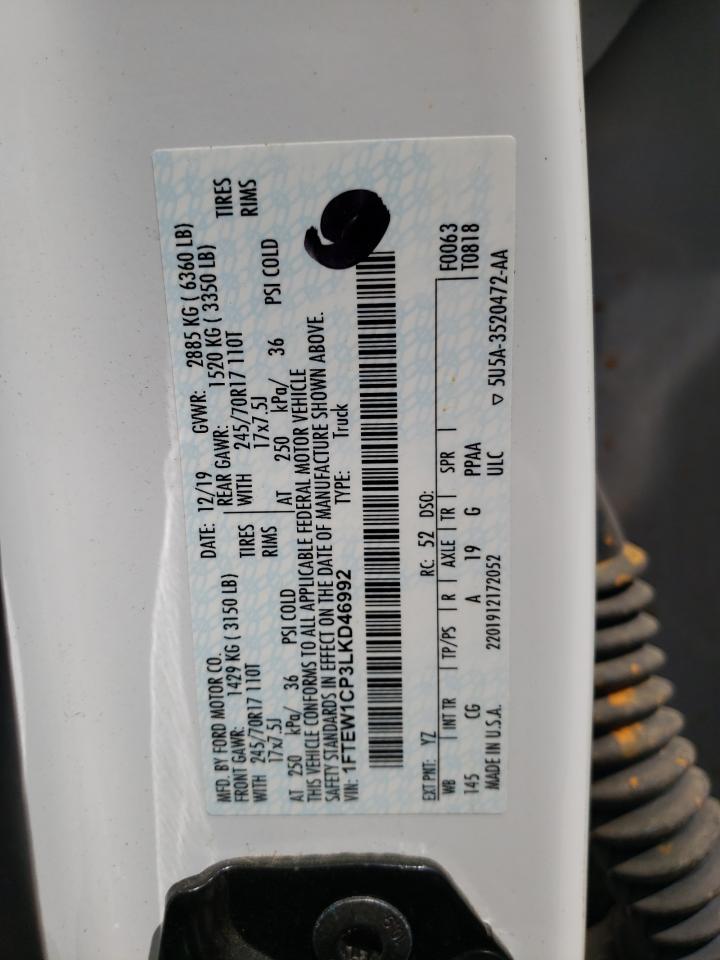 MFD. BY FORD MOTOR CO.
DATE: 12/19 GVWR: 2885 KG ( 6360 LB)
FRONT GAWR: 1429 KG ( 3150 LB) REAR GAWR: 1520 KG ( 3350 LB)
WITH 245/70R17 110T TIRES WITH 245/70R17 110T TIRES
17x7.5J RIMS 17x7.5J RIMS
AT 250 kPa/ 36 PSI COLD AT 250 kPa/ 36 PSI COLD
THIS VEHICLE CONFORMS TO ALL APPLICABLE FEDERAL MOTOR VEHICLE
SAFETY STANDARDS IN EFFECT ON THE DATE OF MANUFACTURE SHOWN ABOVE.
VIN: 1FTEW1CP3LKD46992 TYPE: Truck
EXT PNT: YZ RC: 52 DSO: F0063
WB INT TR TP/PS R AXLE TR SPR T0818
145 CG A 19 G PPAA
MADE IN U.S.A. 2201912172052 ULC ▽ 5U5A-3520472-AA